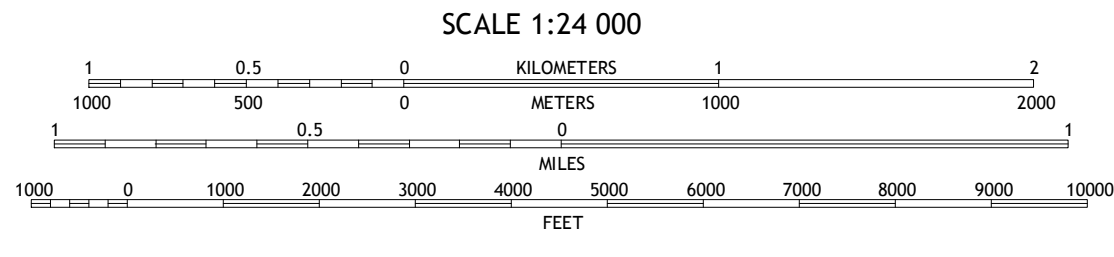 SCALE 1:24 000
1 0.5 0 KILOMETERS 1 2
1000 500 0 METERS 1000 2000
1 0.5 0 1
MILES
1000 0 1000 2000 3000 4000 5000 6000 7000 8000 9000 10000
FEET